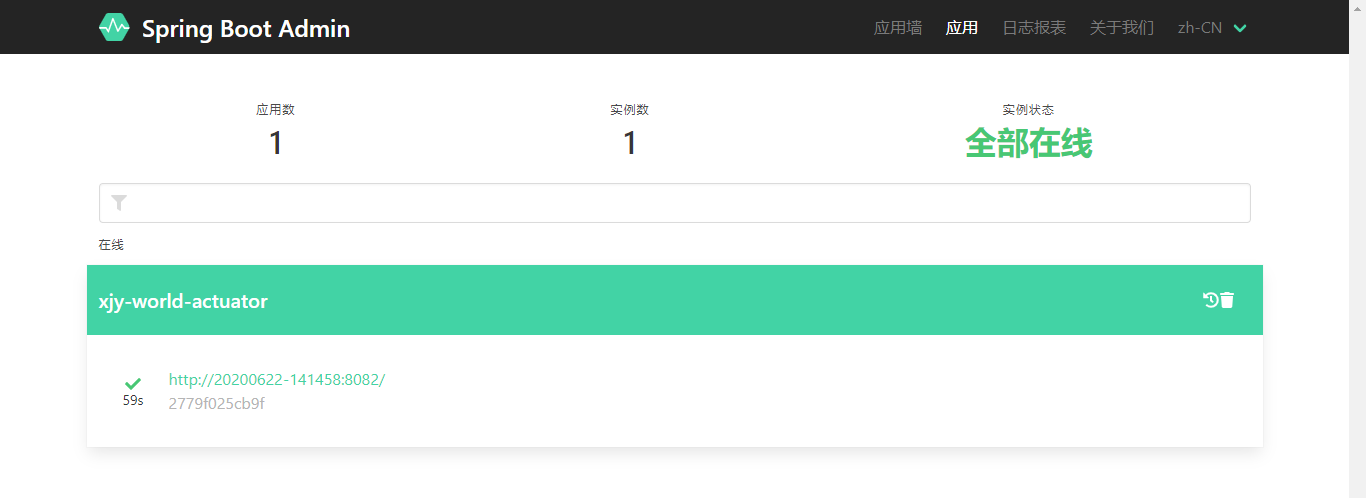 Spring Boot Admin 应用墙 应用 日志报表 关于我们 zh-CN
应用数 实例数 实例状态
1 1 全部在线
在线
xjy-world-actuator
http://20200622-141458:8082/
59s 2779f025cb9f